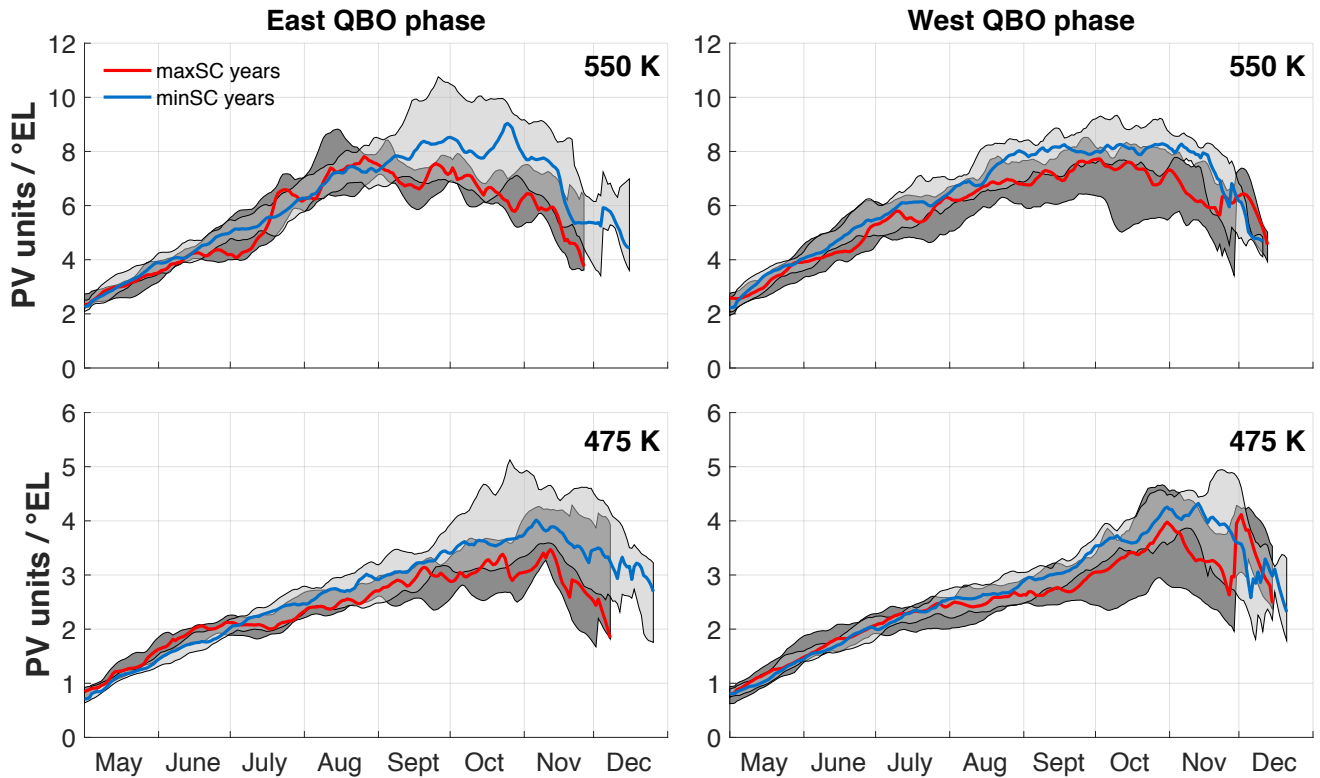 East QBO phase
West QBO phase
12
10
8
6
4
2
0
PV units / °EL
maxSC years
minSC years
550 K
12
10
8
6
4
2
0
550 K
6
5
4
3
2
1
0
PV units / °EL
475 K
6
5
4
3
2
1
0
475 K
May June July Aug Sept Oct Nov Dec
May June July Aug Sept Oct Nov Dec